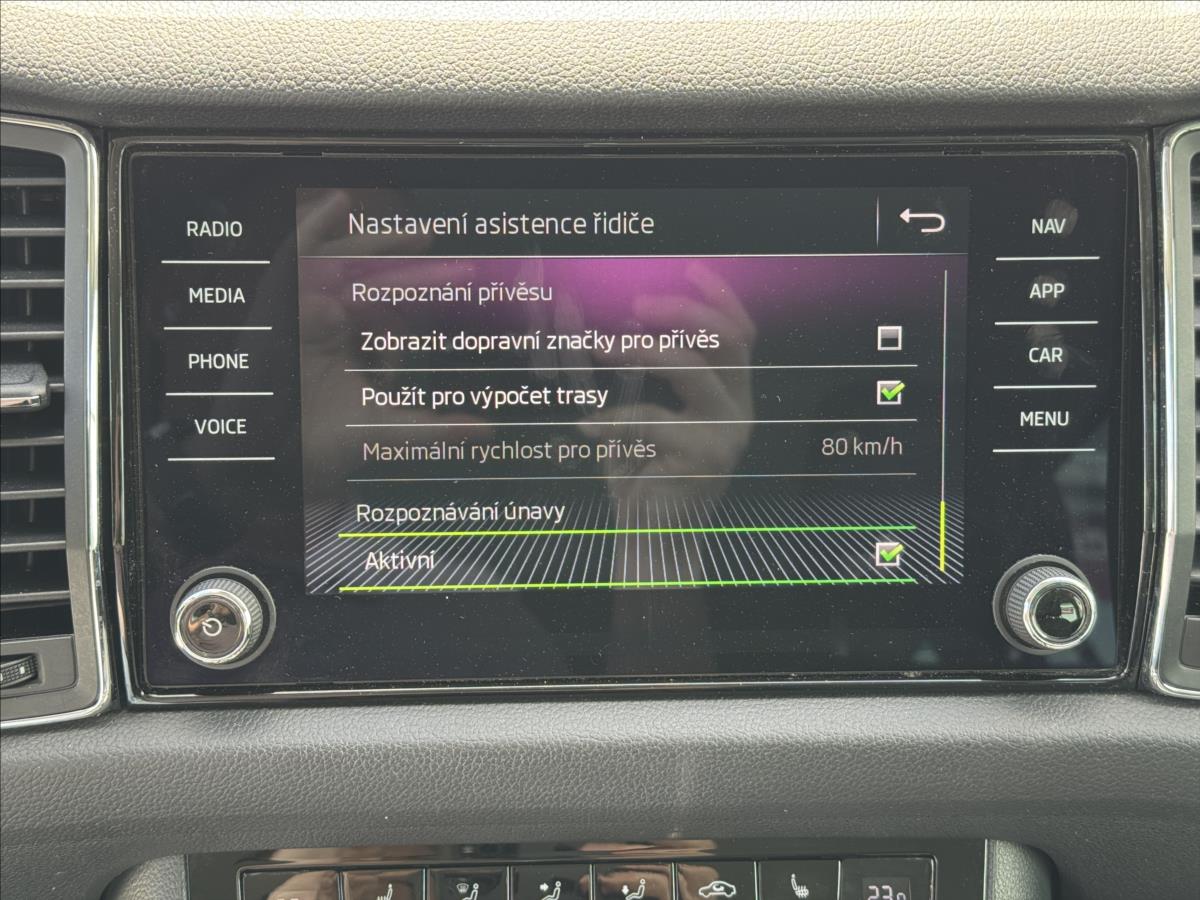 RADIO
MEDIA
PHONE
VOICE
Nastavení asistence řidiče
Rozpoznání přívěsu
Zobrazit dopravní značky pro přívěs
Použít pro výpočet trasy
Maximální rychlost pro přívěs 80 km/h
Rozpoznávání únavy
Aktivní
NAV
APP
CAR
MENU